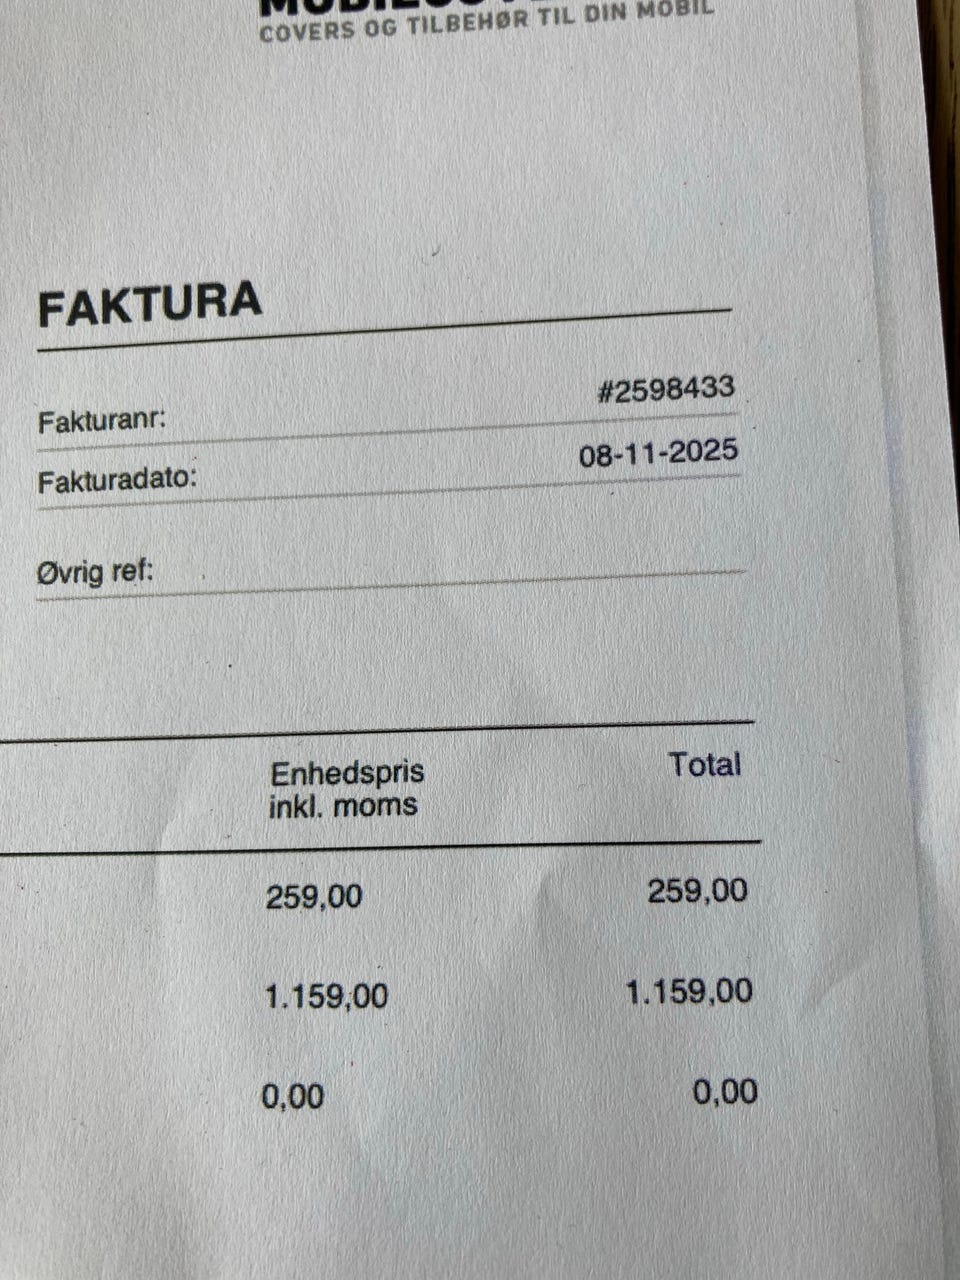 COVERS OG TILBEHØR TIL DIN MOBIL
FAKTURA
Fakturanr: #2598433
Fakturadato: 08-11-2025
Øvrig ref:
Enhedspris Total
inkl. moms
259,00 259,00
1.159,00 1.159,00
0,00 0,00